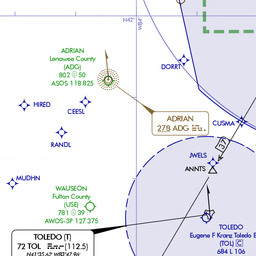 N42°
W84°
ADRIAN
Lenawee County
(ADG)
802 50
ASOS 118.825
DORRT
HIRED
CEESL
ADRIAN
278 ADG
CUSMA
RANDL
37
JWELS
ANNTS
MUDHN
WAUSEON
Fulton County
(USE)
781 39
AWOS-3P 127.375
TOLEDO
Eugene F Kranz Toledo E
(TOL) C
684 L 106
TOLEDO (T)
72 TOL (112.5)